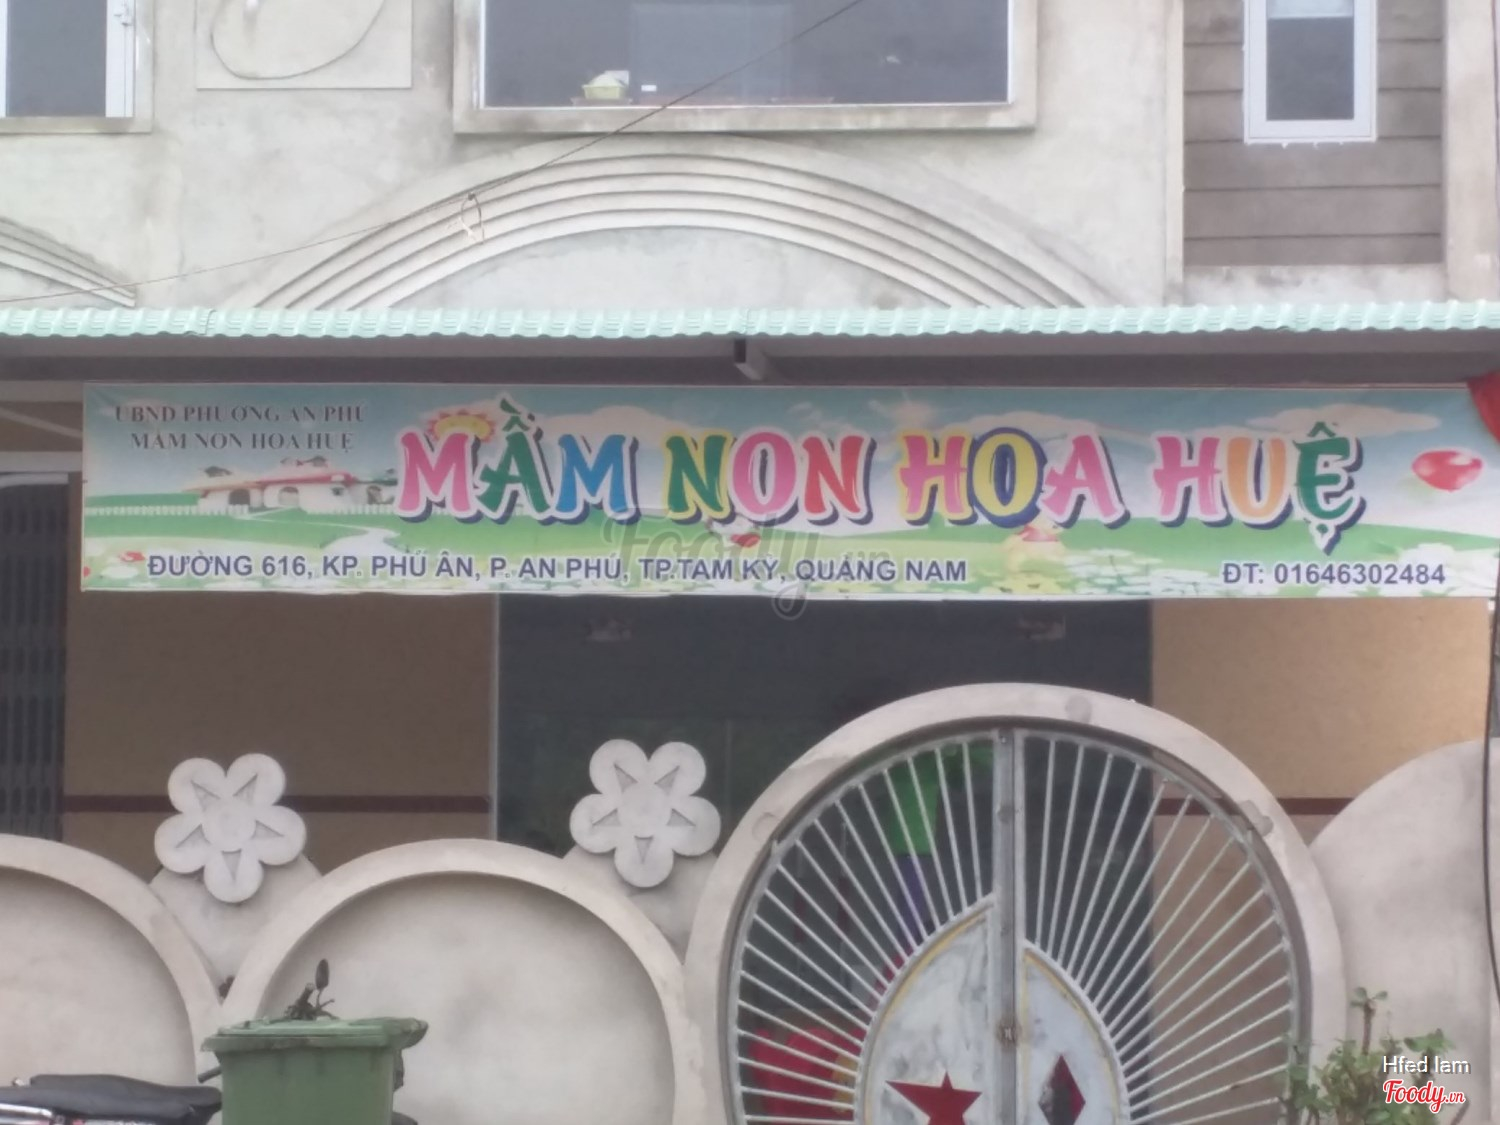 UBND PHƯỜNG AN PHÚ
MẦM NON HOA HUỆ
MẦM NON HOA HUỆ
ĐƯỜNG 616, KP. PHÚ ÂN, P. AN PHÚ, TP.TAM KỲ, QUẢNG NAM
ĐT: 01646302484
Foody.vn
Hfed lam
Foody.vn